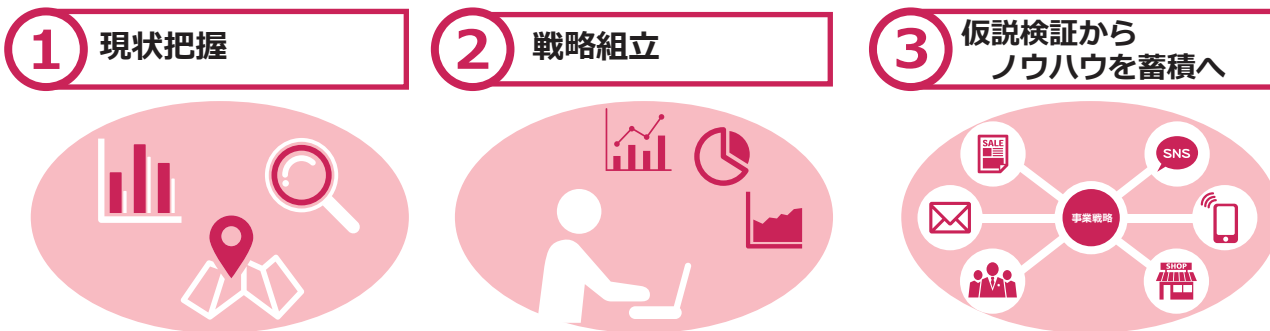 1 現状把握
2 戦略組立
3 仮説検証から
ノウハウを蓄積へ
SALE
SNS
事業戦略
SHOP